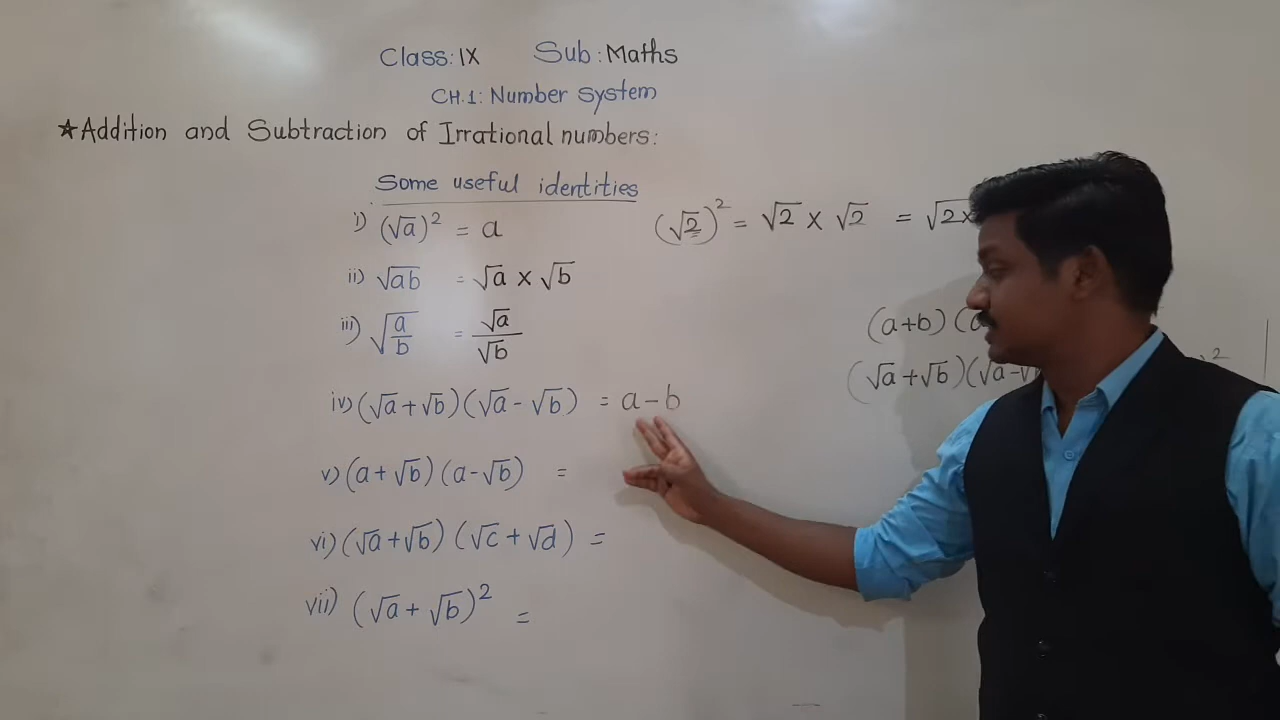 Class: IX Sub: Maths
CH.1: Number System
★Addition and Subtraction of Irrational numbers:
Some useful identities
i) (√a)² = a
(√2)² = √2 × √2 = √2×
ii) √ab = √a × √b
iii) √(a/b) = √a/√b
(a+b)(a
iv) (√a+√b)(√a-√b) = a-b
(√a+√b)(√a-√ ²
v) (a+√b)(a-√b) =
vi) (√a+√b)(√c+√d) =
vii) (√a+√b)² =